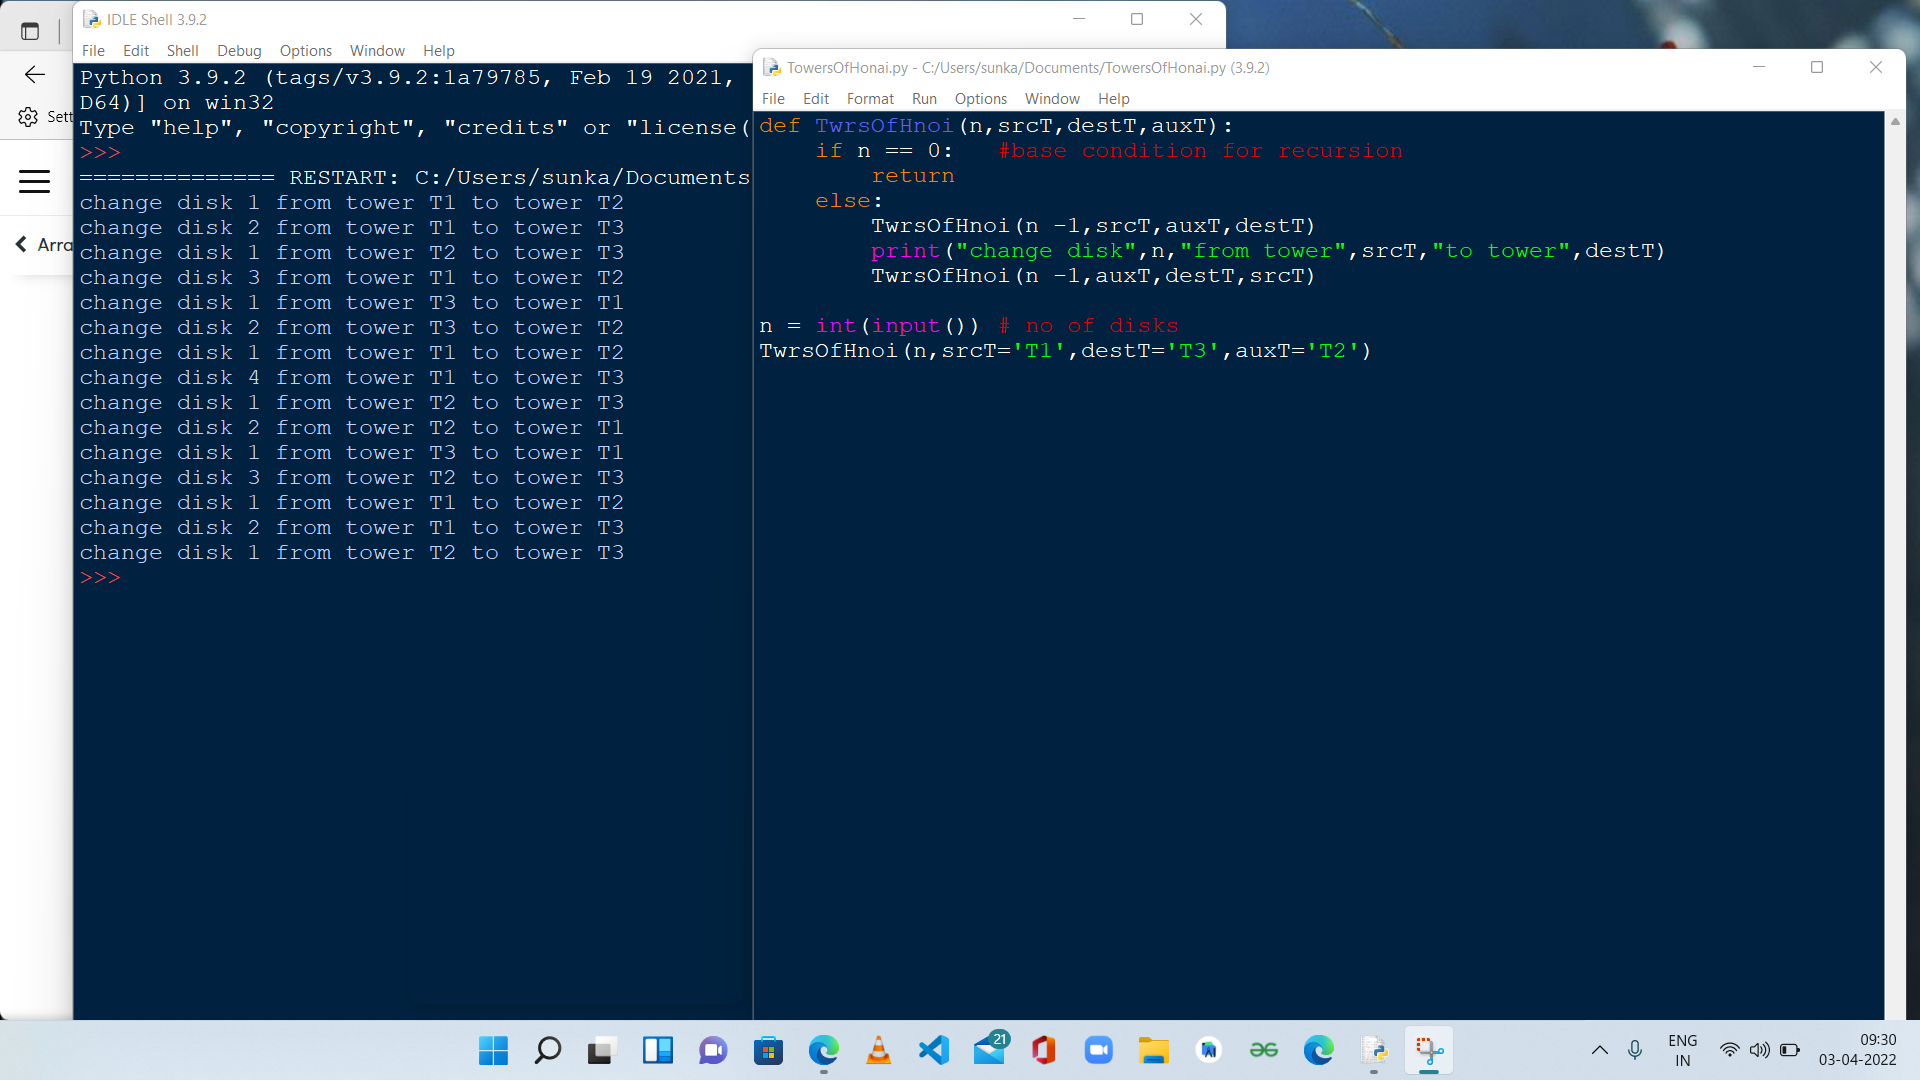 IDLE Shell 3.9.2
File Edit Shell Debug Options Window Help
Python 3.9.2 (tags/v3.9.2:1a79785, Feb 19 2021,
D64)] on win32
Type "help", "copyright", "credits" or "license(
>>>
============== RESTART: C:/Users/sunka/Documents
change disk 1 from tower T1 to tower T2
change disk 2 from tower T1 to tower T3
change disk 1 from tower T2 to tower T3
change disk 3 from tower T1 to tower T2
change disk 1 from tower T3 to tower T1
change disk 2 from tower T3 to tower T2
change disk 1 from tower T1 to tower T2
change disk 4 from tower T1 to tower T3
change disk 1 from tower T2 to tower T3
change disk 2 from tower T2 to tower T1
change disk 1 from tower T3 to tower T1
change disk 3 from tower T2 to tower T3
change disk 1 from tower T1 to tower T2
change disk 2 from tower T1 to tower T3
change disk 1 from tower T2 to tower T3
>>>
Sett
Arra
TowersOfHonai.py - C:/Users/sunka/Documents/TowersOfHonai.py (3.9.2)
File Edit Format Run Options Window Help
def TwrsOfHnoi(n,srcT,destT,auxT):
    if n == 0:   #base condition for recursion
        return
    else:
        TwrsOfHnoi(n -1,srcT,auxT,destT)
        print("change disk",n,"from tower",srcT,"to tower",destT)
        TwrsOfHnoi(n -1,auxT,destT,srcT)
n = int(input()) # no of disks
TwrsOfHnoi(n,srcT='T1',destT='T3',auxT='T2')
21
ENG
IN
09:30
03-04-2022